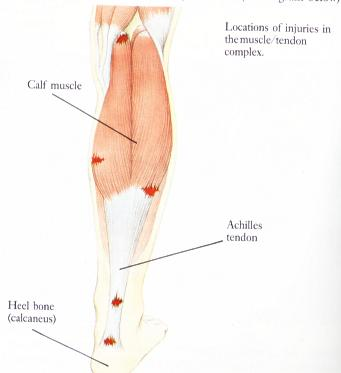 Locations of injuries in
the muscle/tendon
complex.
Calf muscle
Achilles
tendon
Heel bone
(calcaneus)